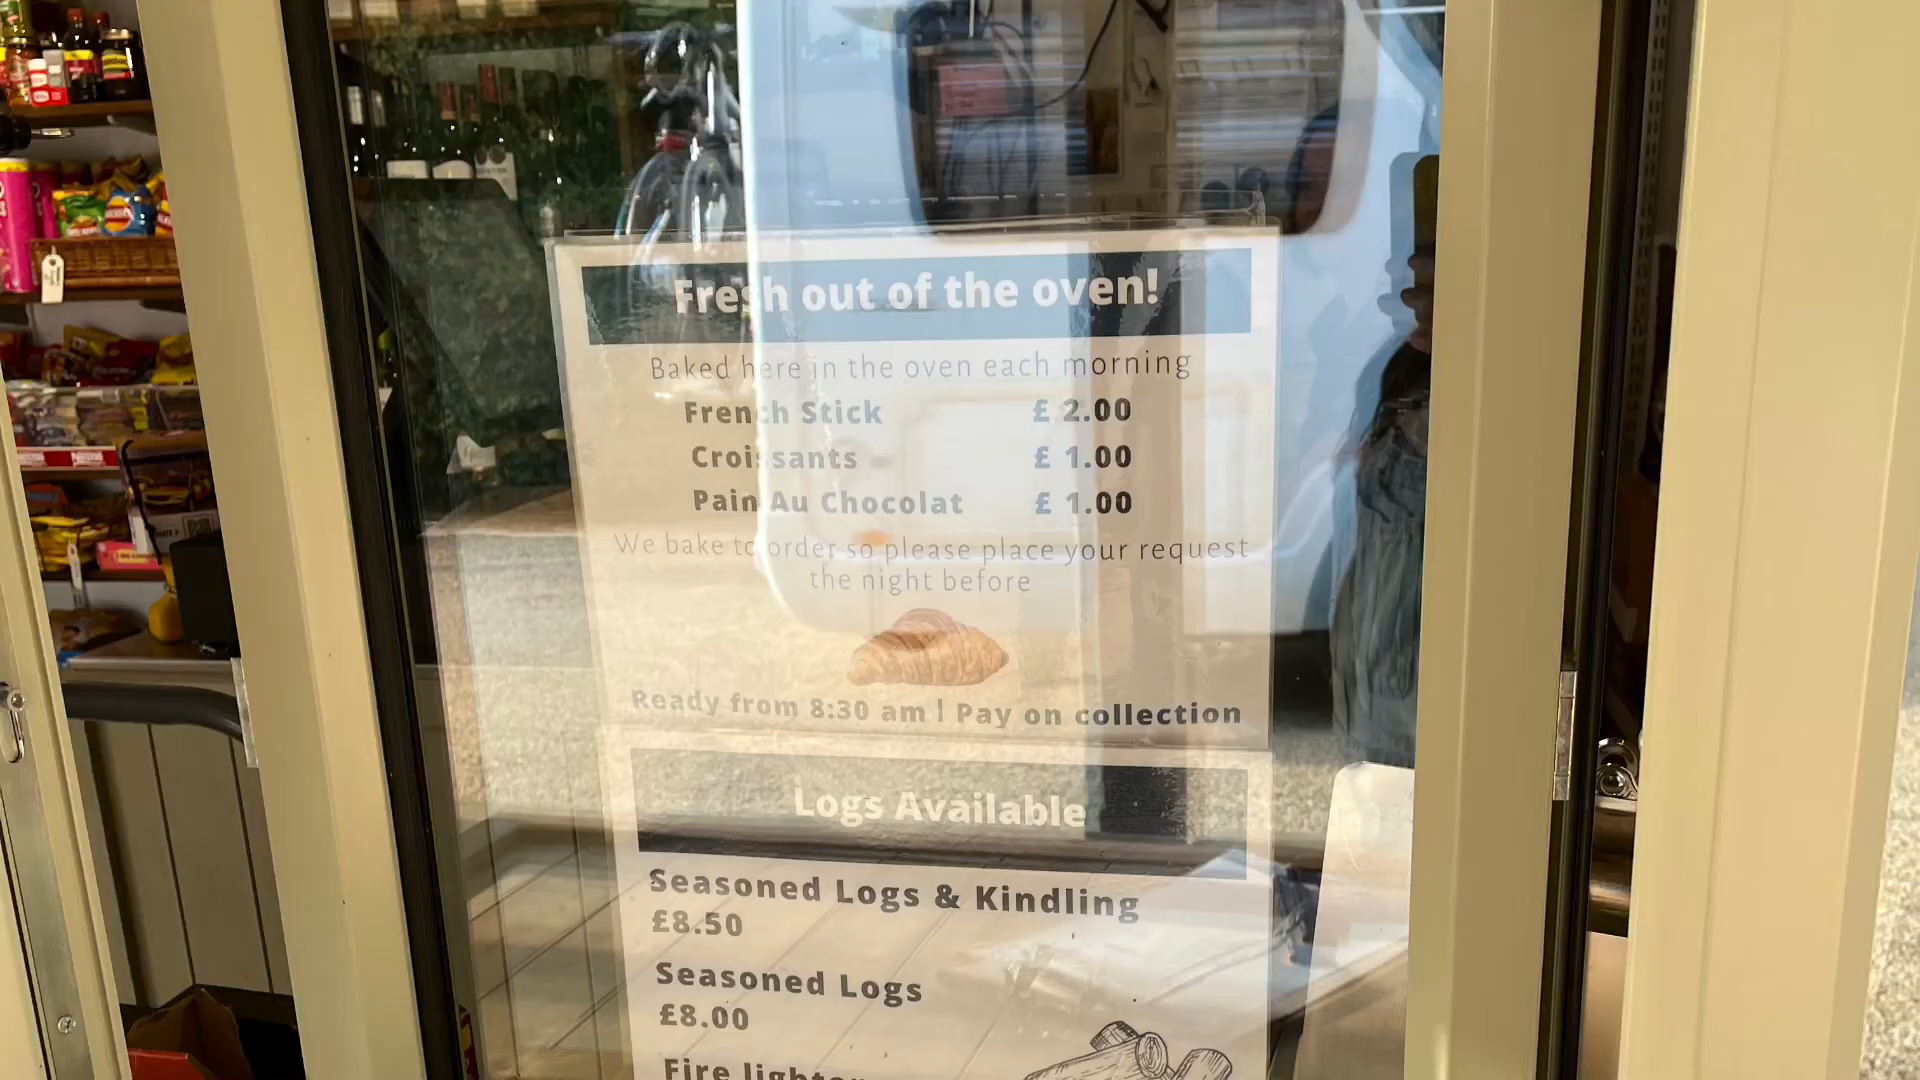 Fresh out of the oven!
Baked here in the oven each morning
French Stick £ 2.00
Croissants £ 1.00
Pain Au Chocolat £ 1.00
We bake to order so please place your request
the night before
Ready from 8:30 am | Pay on collection
Logs Available
Seasoned Logs & Kindling
£8.50
Seasoned Logs
£8.00
Fire